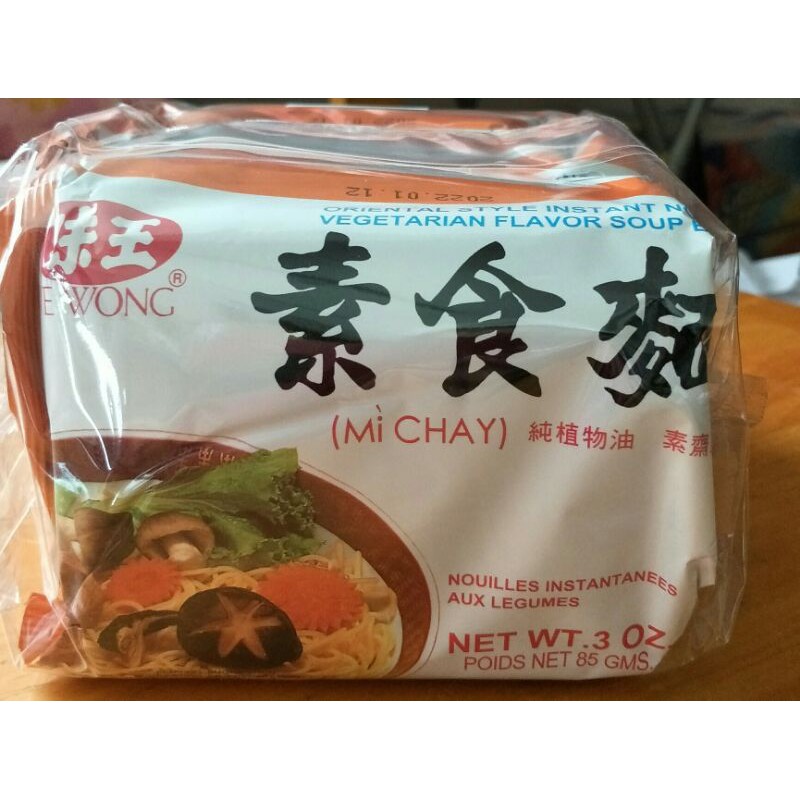 2022.01.12
ORIENTAL STYLE INSTANT
VEGETARIAN FLAVOR SOUP
味王
WONG®
素食麵
(Mì CHAY) 純植物油 素齋
NOUILLES INSTANTANEES
AUX LEGUMES
NET WT.3 OZ.
POIDS NET 85 GMS.